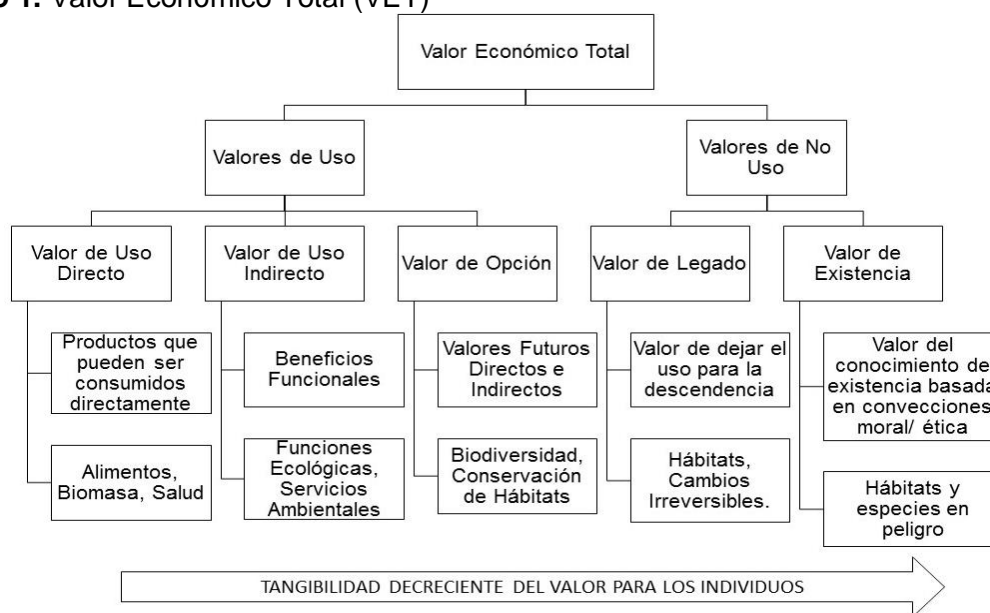 1. Valor Económico Total (VET)
Valor Económico Total
Valores de Uso
Valores de No
Uso
Valor de Uso
Directo
Valor de Uso
Indirecto
Valor de Opción
Valor de Legado
Valor de
Existencia
Productos que
pueden ser
consumidos
directamente
Beneficios
Funcionales
Valores Futuros
Directos e
Indirectos
Valor de dejar el
uso para la
descendencia
Valor del
conocimiento de
existencia basada
en convecciones
moral/ ética
Alimentos,
Biomasa, Salud
Funciones
Ecológicas,
Servicios
Ambientales
Biodiversidad,
Conservación
de Hábitats
Hábitats,
Cambios
Irreversibles.
Hábitats y
especies en
peligro
TANGIBILIDAD DECRECIENTE DEL VALOR PARA LOS INDIVIDUOS